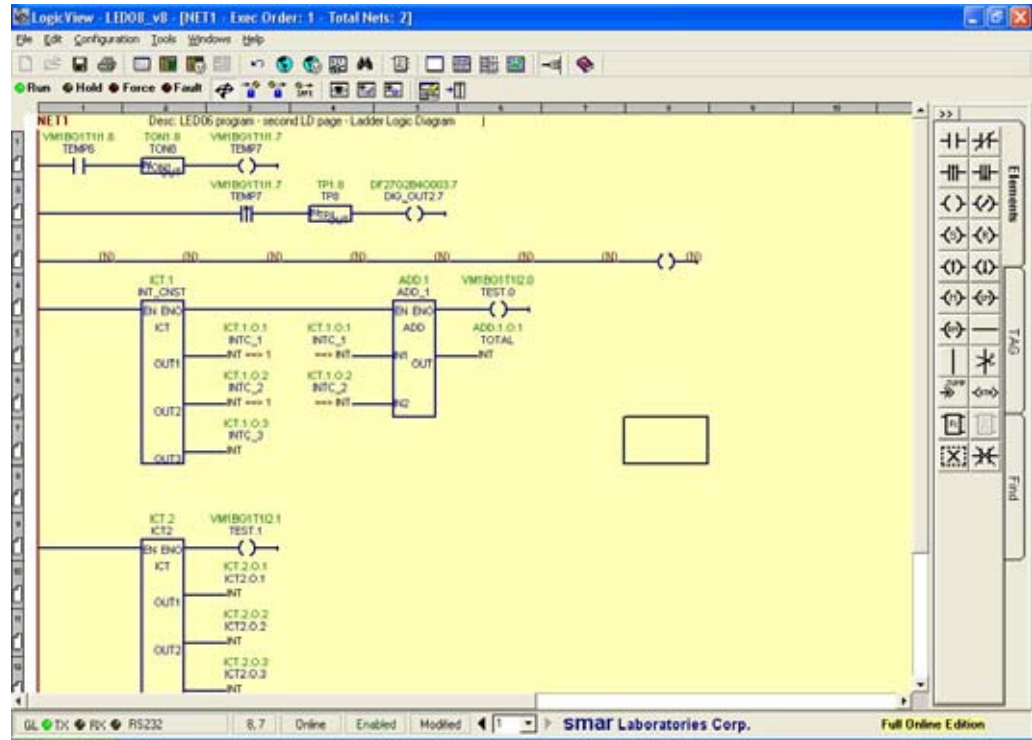 LogicView - LED08_v8 - [NET1 - Exec Order: 1 - Total Nets: 2]
File Edit Configuration Tools Windows Help
Run Hold Force Fault
NET1 Desc: LED06 program - second LD page - Ladder Logic Diagram
VM1BG1T1I1.6 TON1.8 VM1BG1T1I1.7
TEMP6 TON8 TEMP7
VM1BG1T1I1.7 TP1.8 DF27O2B4O003.7
TEMP7 TP8 DIG_OUT2.7
ICT.1 ADD.1 VM1BG1T1I2.0
INT_CNST ADD_1 TEST.0
EN ENO EN ENO
ICT ICT.1.O.1 ICT.1.O.1 ADD ADD.1.O.1
INTC_1 INTC_1 TOTAL
OUT1 INT ==> 1 ==> INT IN1 OUT INT
ICT.1.O.2 ICT.1.O.2
INTC_2 INTC_2
OUT2 INT ==> 1 ==> INT IN2
ICT.1.O.3
INTC_3
OUT3 INT
ICT.2 VM1BG1T1I2.1
ICT2 TEST.1
EN ENO
ICT ICT.2.O.1
ICT2.O.1
OUT1 INT
ICT.2.O.2
ICT2.O.2
OUT2 INT
ICT.2.O.3
ICT2.O.3
INT
>>
Elements
TAG
Find
JUMP
GL TX RX RS232 8, 7 Online Enabled Modified 1 smar Laboratories Corp. Full Online Edition